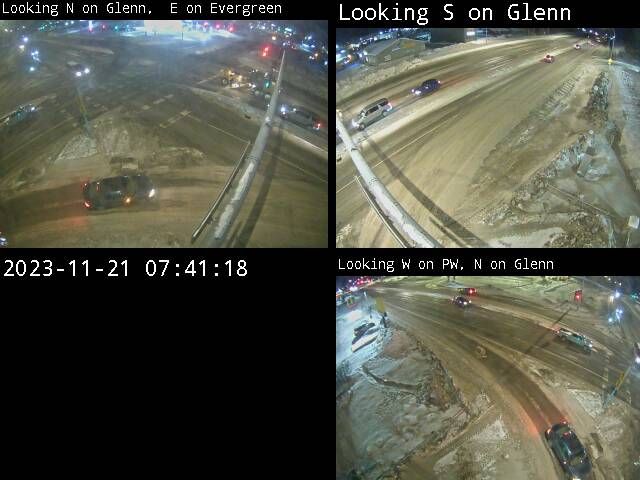 Looking N on Glenn,  E on Evergreen
Looking S on Glenn
2023-11-21 07:41:18
Looking W on PW, N on Glenn